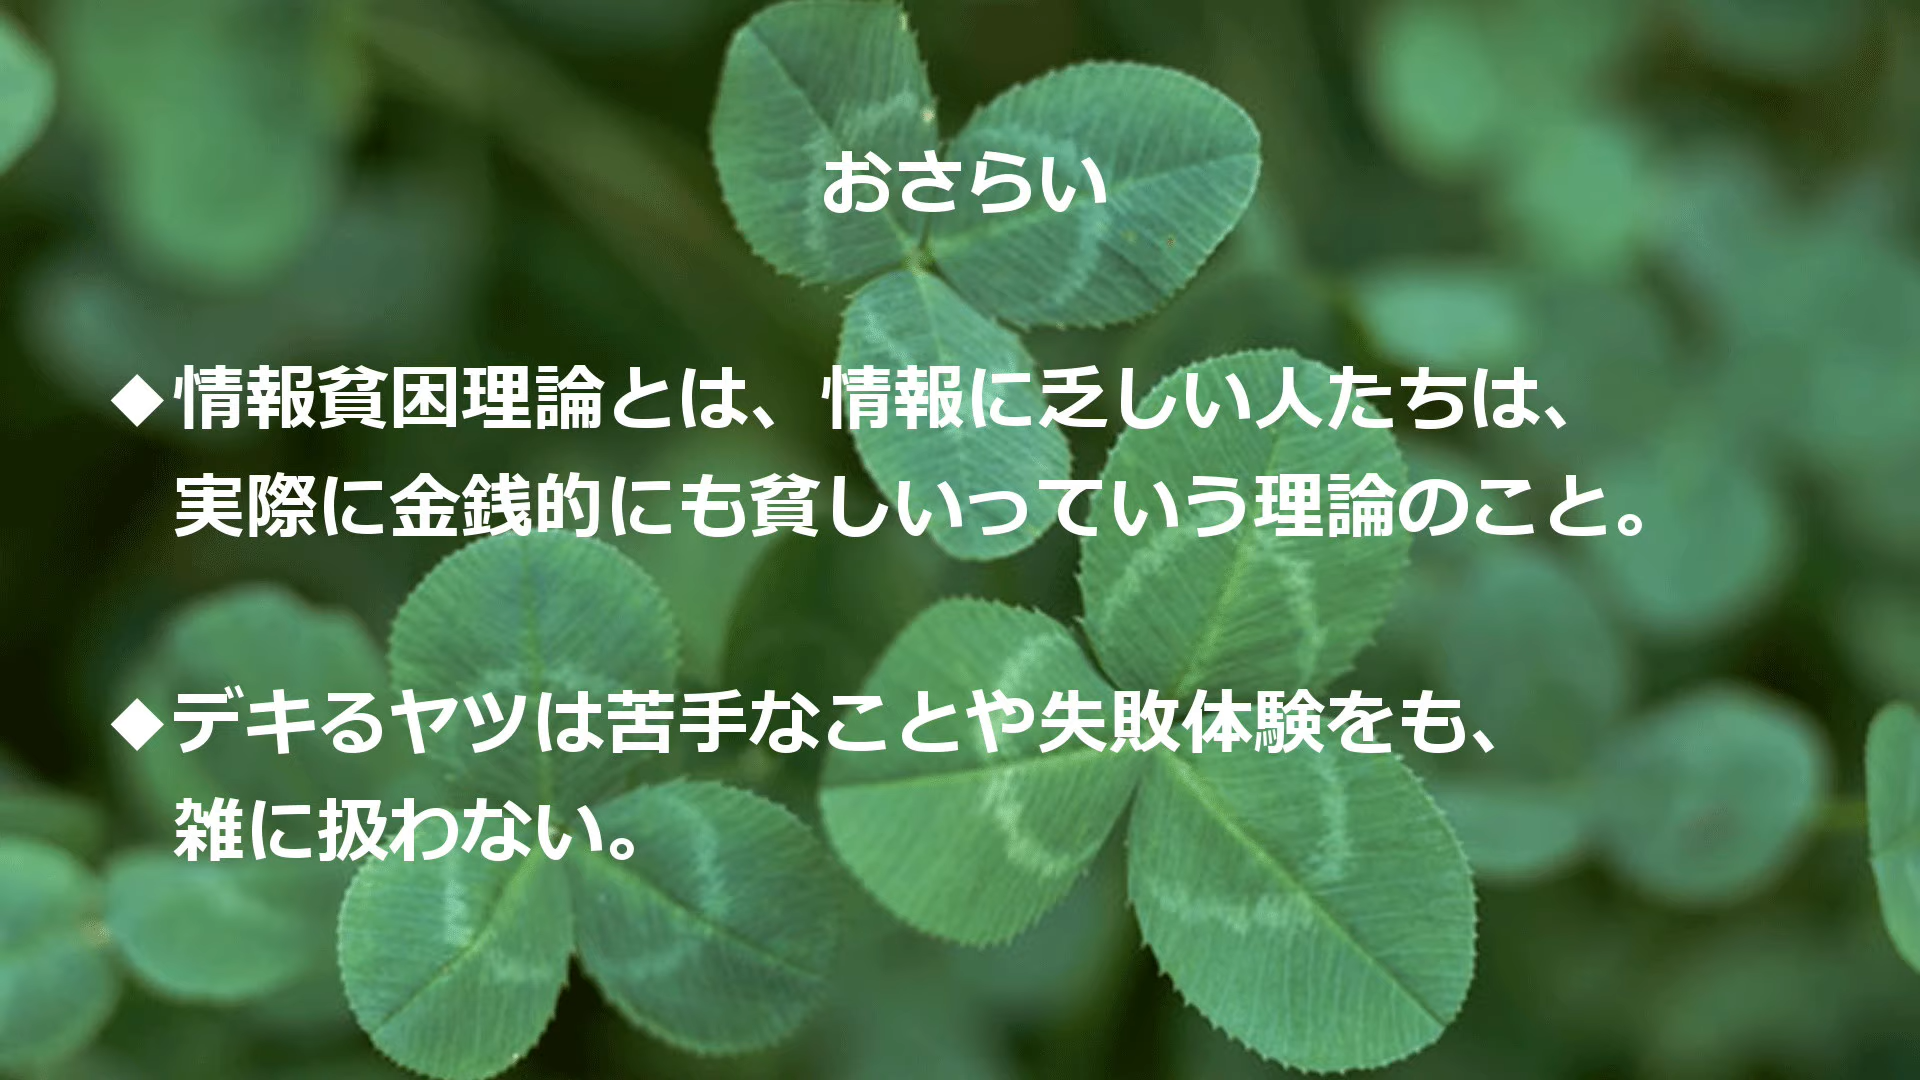 おさらい
◆情報貧困理論とは、情報に乏しい人たちは、
実際に金銭的にも貧しいっていう理論のこと。
◆デキるヤツは苦手なことや失敗体験をも、
雑に扱わない。